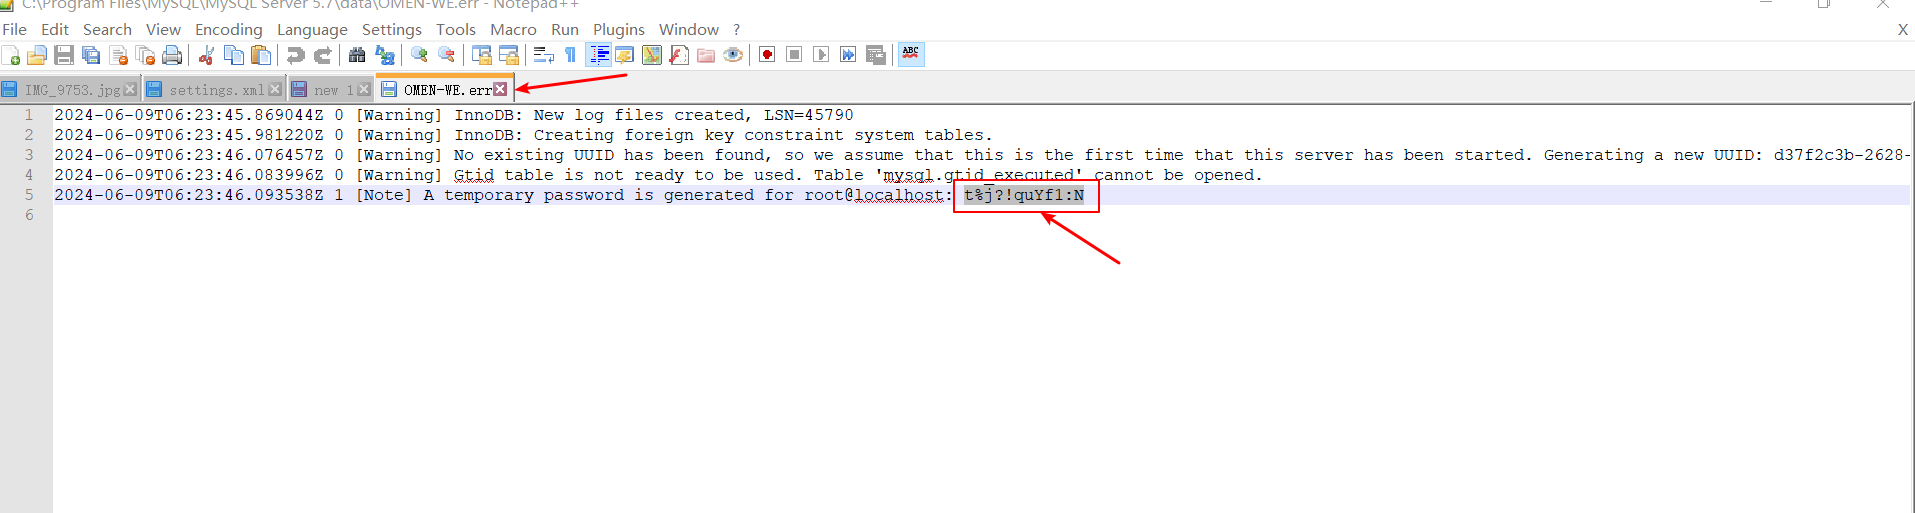 C:\Program Files\MySQL\MySQL Server 5.7\data\OMEN-WE.err - Notepad++
File Edit Search View Encoding Language Settings Tools Macro Run Plugins Window ? X
ABC
IMG_9753.jpg settings.xml new 1 OMEN-WE.err
1 2024-06-09T06:23:45.869044Z 0 [Warning] InnoDB: New log files created, LSN=45790
2 2024-06-09T06:23:45.981220Z 0 [Warning] InnoDB: Creating foreign key constraint system tables.
3 2024-06-09T06:23:46.076457Z 0 [Warning] No existing UUID has been found, so we assume that this is the first time that this server has been started. Generating a new UUID: d37f2c3b-2628-
4 2024-06-09T06:23:46.083996Z 0 [Warning] Gtid table is not ready to be used. Table 'mysql.gtid_executed' cannot be opened.
5 2024-06-09T06:23:46.093538Z 1 [Note] A temporary password is generated for root@localhost: t%j?!quYf1:N
6